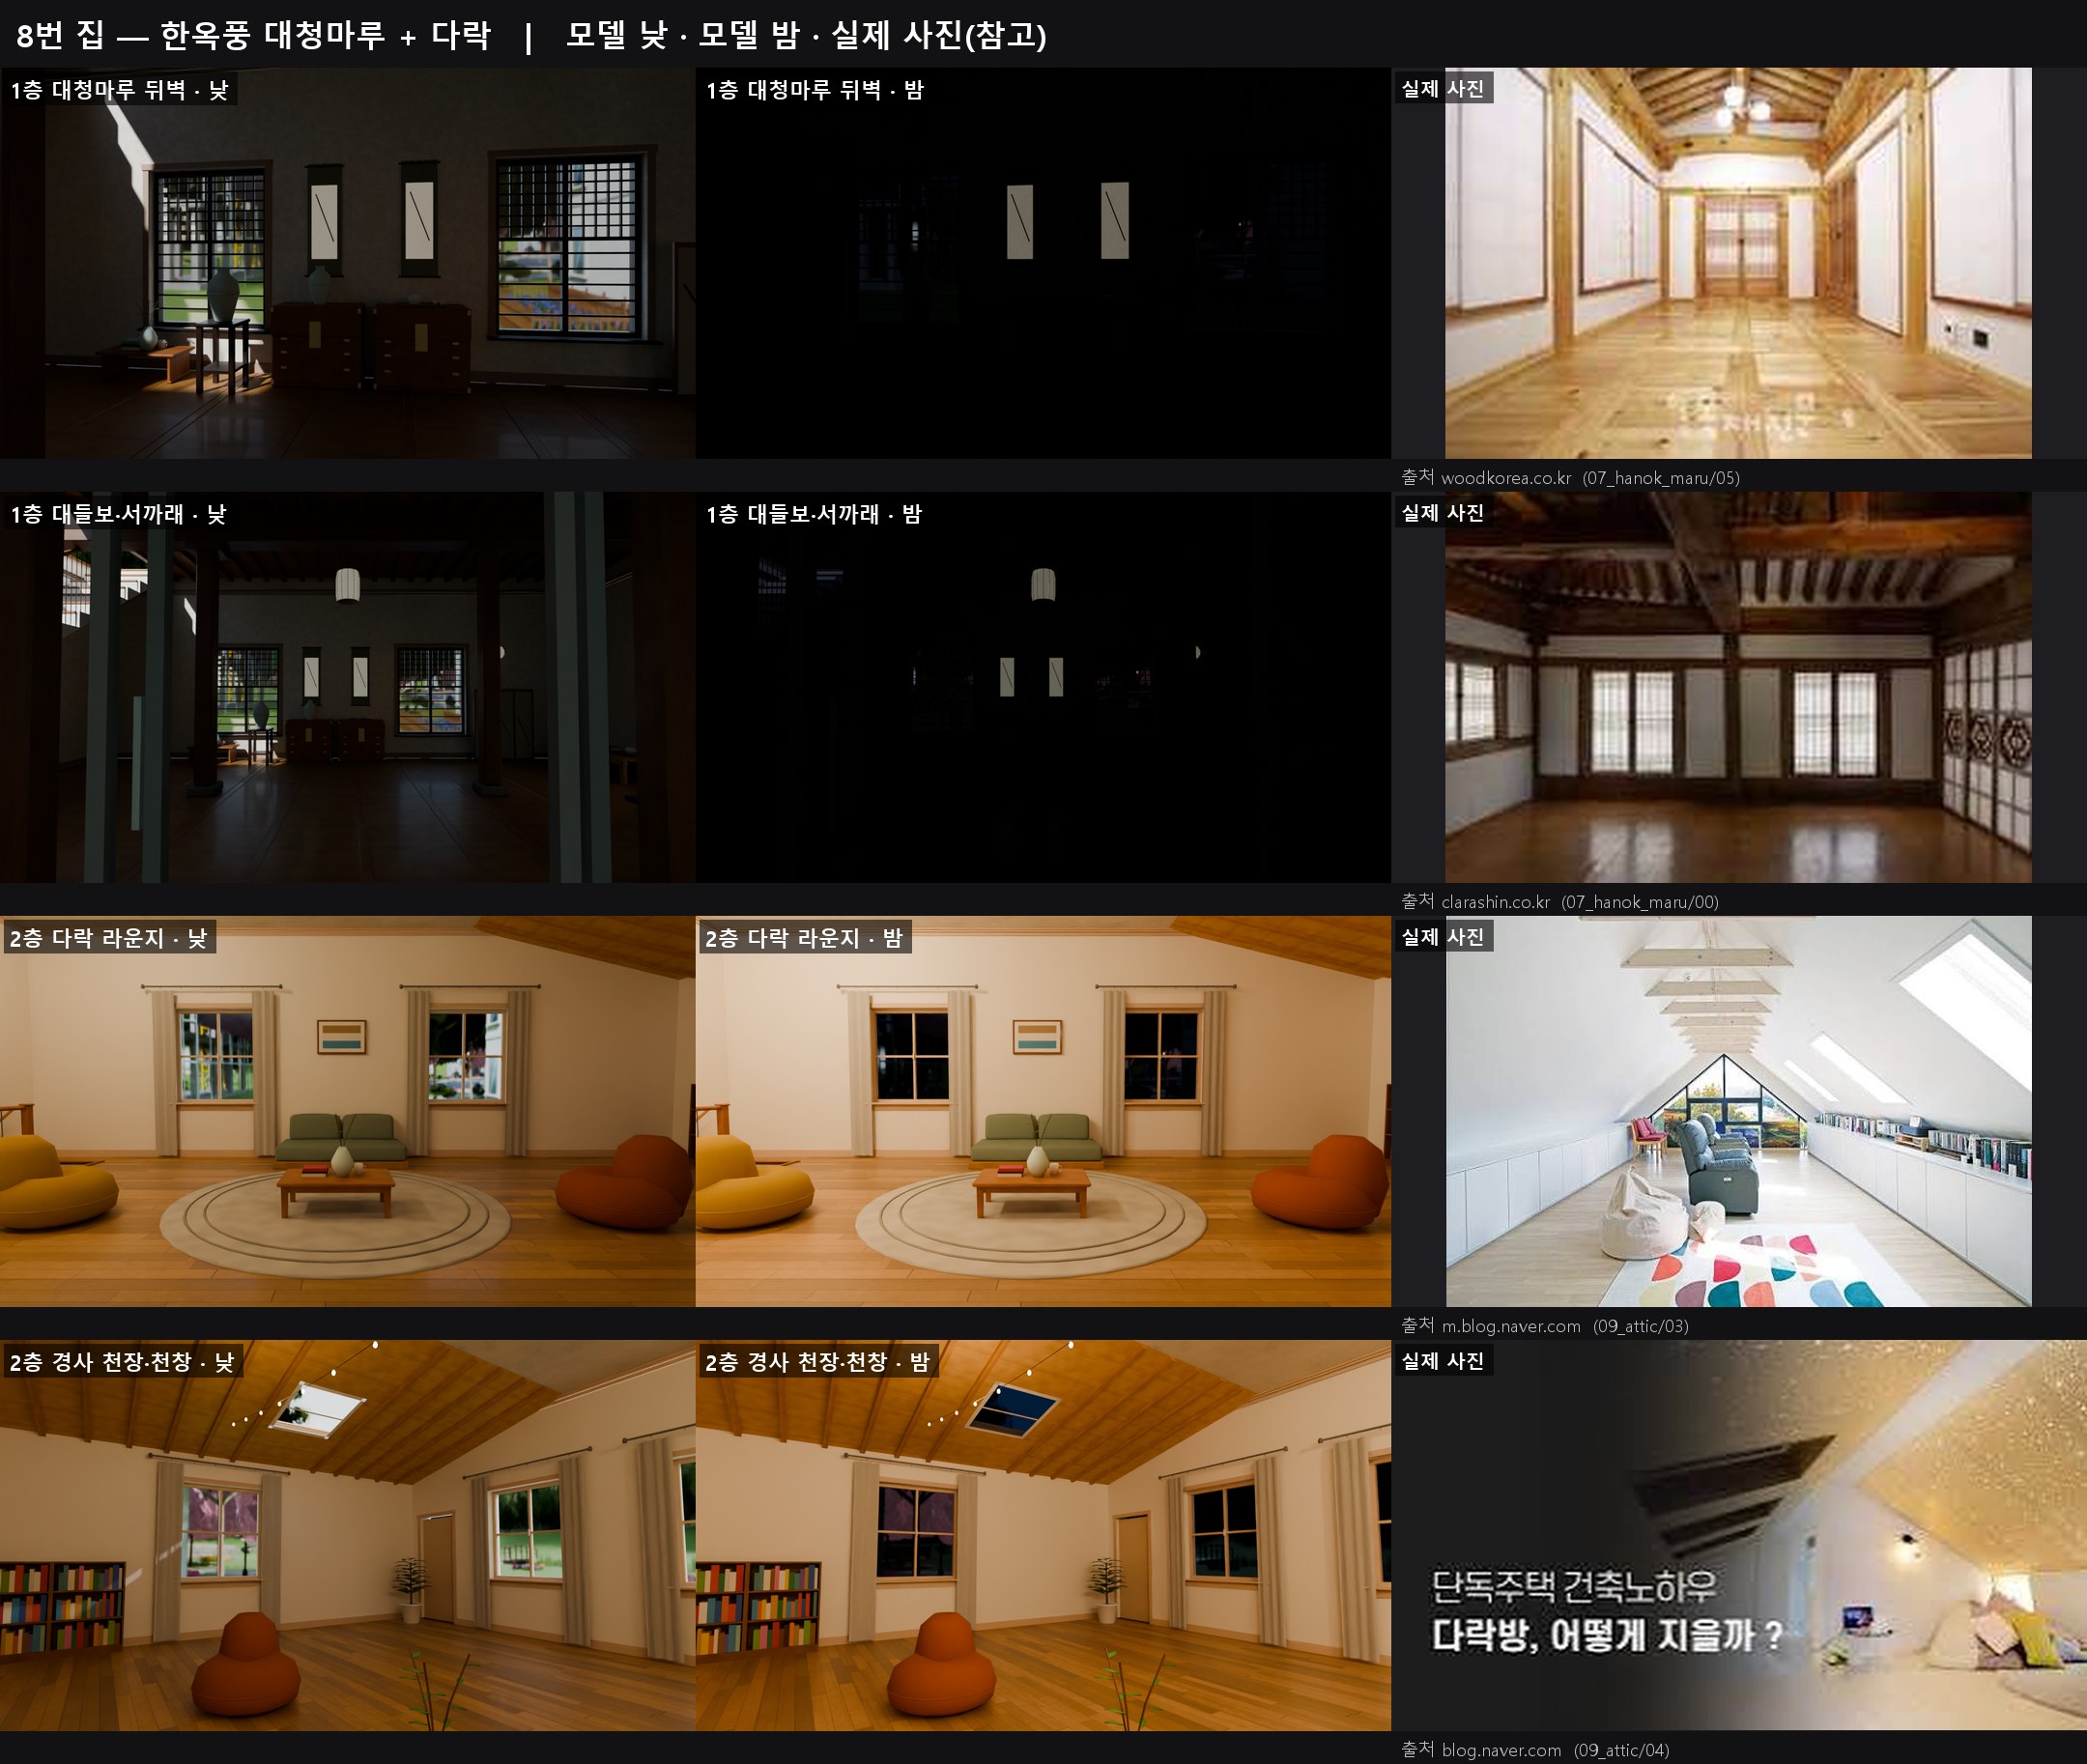 8번 집 — 한옥풍 대청마루 + 다락 | 모델 낮 · 모델 밤 · 실제 사진(참고)
1층 대청마루 뒤벽 · 낮
1층 대청마루 뒤벽 · 밤
실제 사진
출처 woodkorea.co.kr (07_hanok_maru/05)
1층 대들보·서까래 · 낮
1층 대들보·서까래 · 밤
실제 사진
출처 clarashin.co.kr (07_hanok_maru/00)
2층 다락 라운지 · 낮
2층 다락 라운지 · 밤
실제 사진
출처 m.blog.naver.com (09_attic/03)
2층 경사 천장·천창 · 낮
2층 경사 천장·천창 · 밤
실제 사진
단독주택 건축노하우
다락방, 어떻게 지을까 ?
출처 blog.naver.com (09_attic/04)